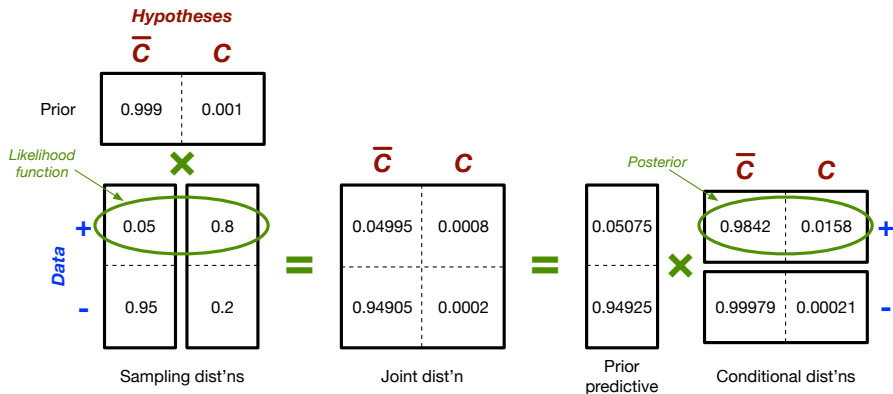 Hypotheses
C̅ C
Prior
0.999 0.001
Likelihood
function
×
C̅ C
Posterior
C̅ C
Data
+ 0.05 0.8
0.04995 0.0008
0.05075
0.9842 0.0158 +
= = ×
- 0.95 0.2
0.94905 0.0002
0.94925
0.99979 0.00021 -
Sampling dist'ns
Joint dist'n
Prior
predictive
Conditional dist'ns